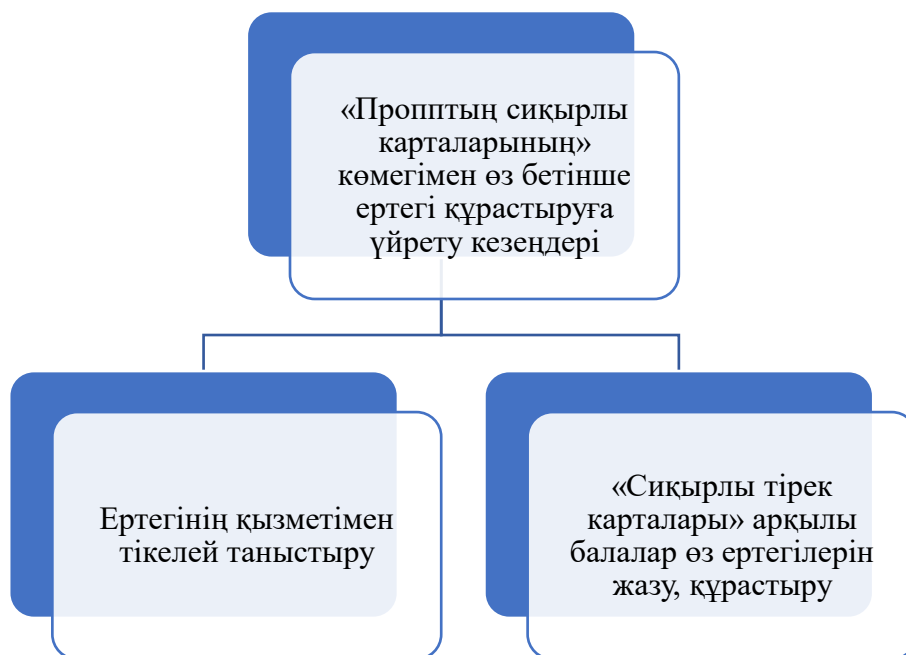 «Пропптың сиқырлы
карталарының»
көмегімен өз бетінше
ертегі құрастыруға
үйрету кезеңдері
Ертегінің қызметімен
тікелей таныстыру
«Сиқырлы тірек
карталары» арқылы
балалар өз ертегілерін
жазу, құрастыру